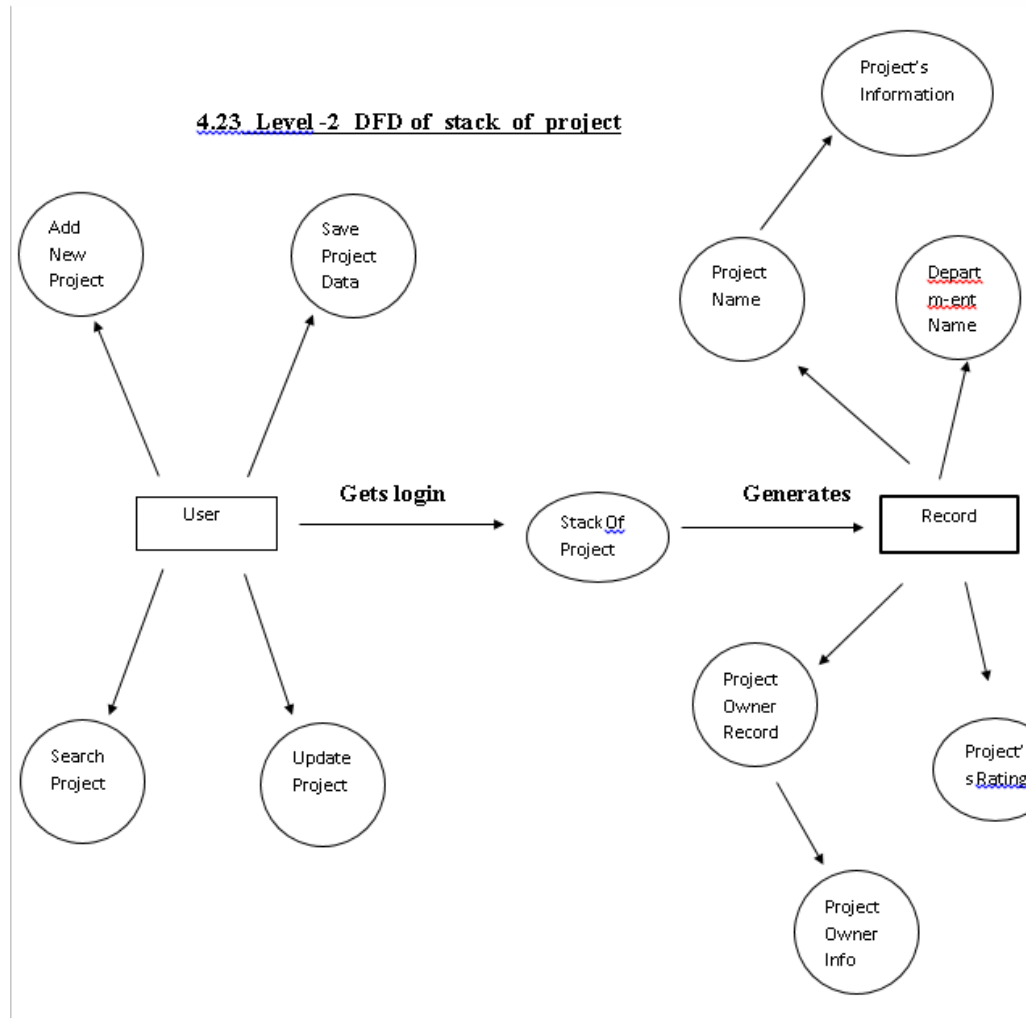 Project's
Information
4.23 Level -2 DFD of stack of project
Add
New
Project
Save
Project
Data
Project
Name
Depart
m-ent
Name
Gets login
Generates
User
Stack Of
Project
Record
Project
Owner
Record
Search
Project
Update
Project
Project'
s Rating
Project
Owner
Info